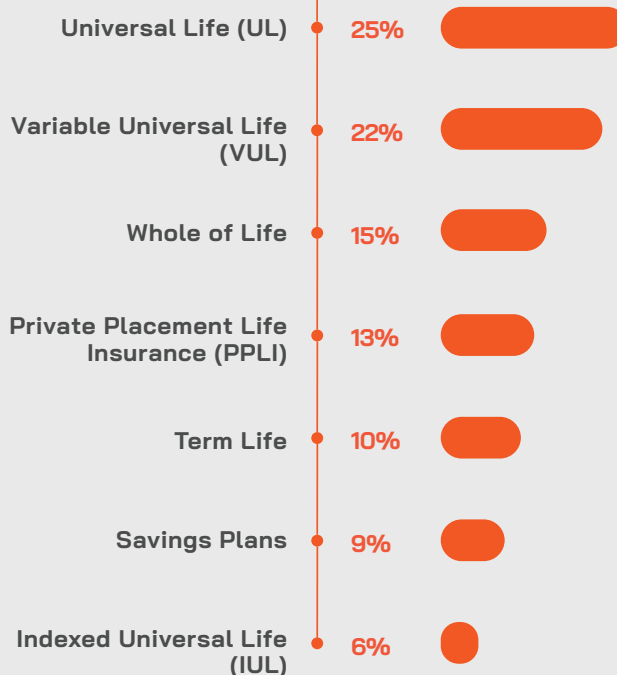 Universal Life (UL) 25%
Variable Universal Life
(VUL) 22%
Whole of Life 15%
Private Placement Life
Insurance (PPLI) 13%
Term Life 10%
Savings Plans 9%
Indexed Universal Life
(IUL) 6%